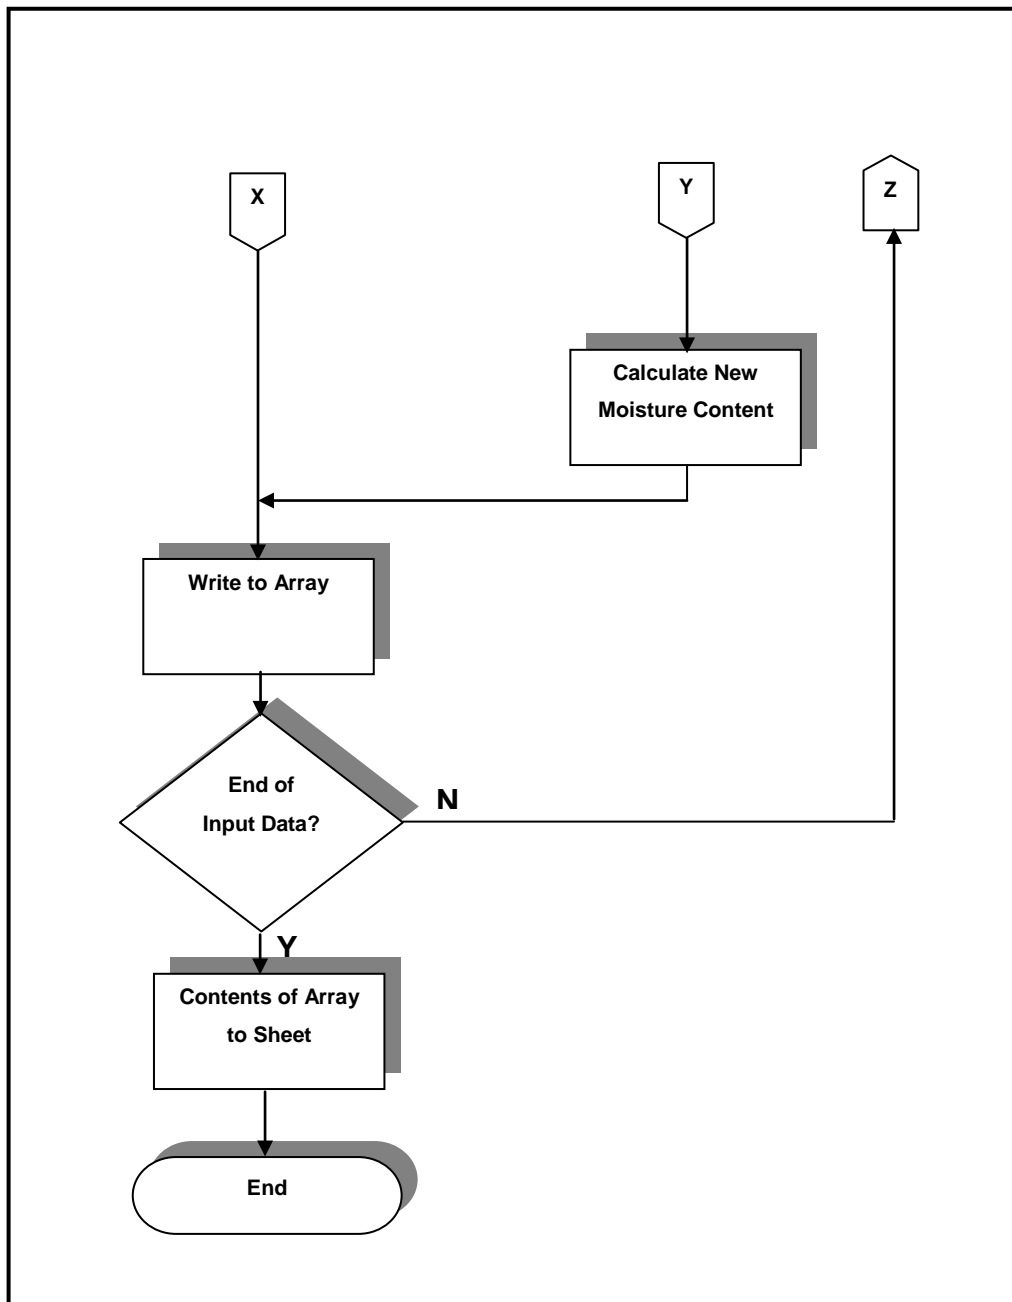 X
Y
Z
Calculate New
Moisture Content
Write to Array
End of
Input Data?
N
Y
Contents of Array
to Sheet
End